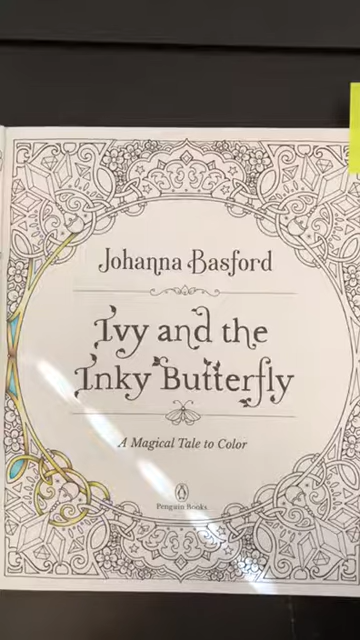 Johanna Basford
Ivy and the
Inky Butterfly
A Magical Tale to Color
Penguin Books